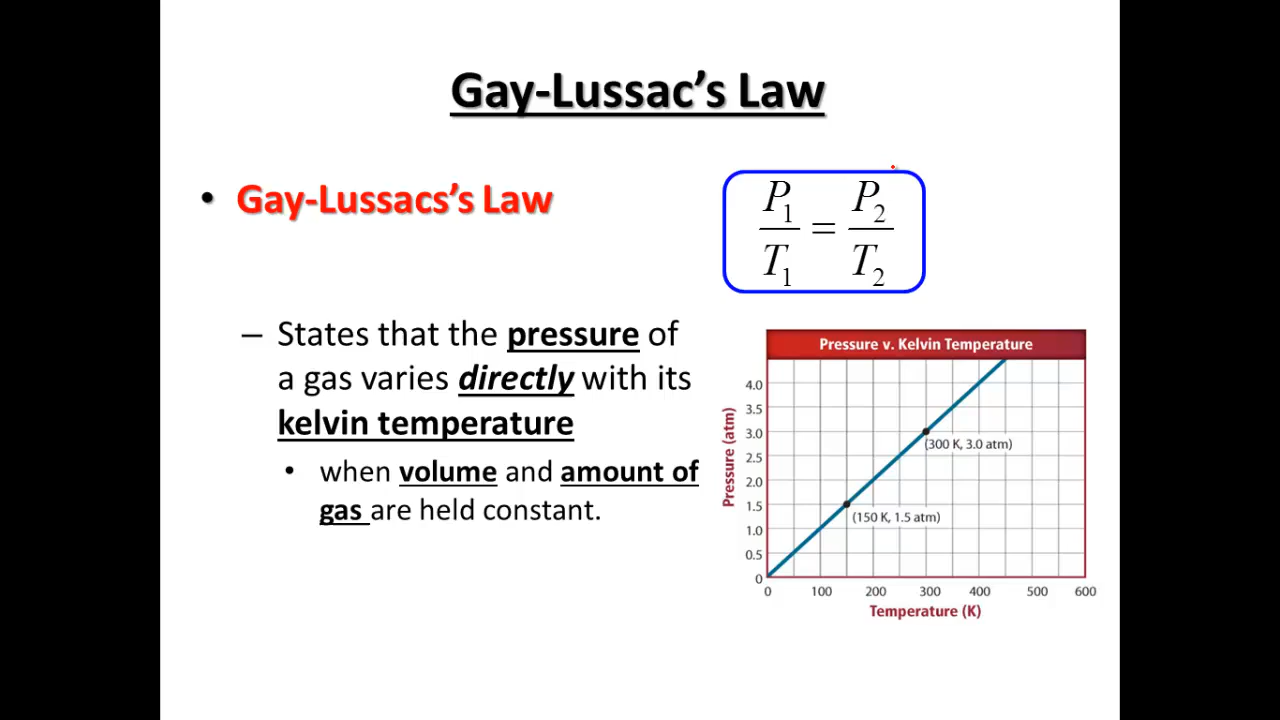 Gay-Lussac’s Law
• Gay-Lussacs’s Law
P₁/T₁ = P₂/T₂
– States that the pressure of
a gas varies directly with its
kelvin temperature
• when volume and amount of
gas are held constant.
Pressure v. Kelvin Temperature
Pressure (atm)
4.0
3.5
3.0
2.5
2.0
1.5
1.0
0.5
0
(300 K, 3.0 atm)
(150 K, 1.5 atm)
0 100 200 300 400 500 600
Temperature (K)